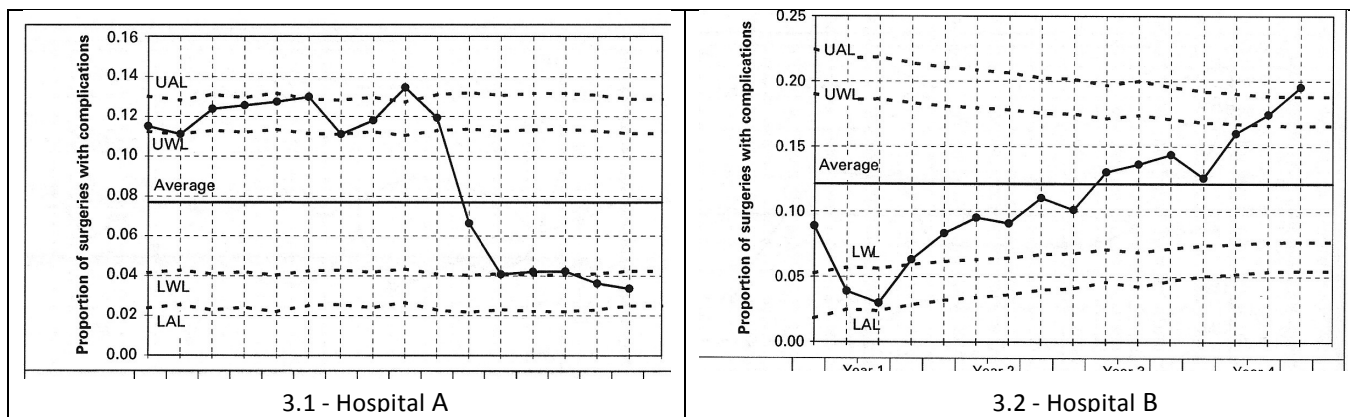 Proportion of surgeries with complications
0.16
0.14
0.12
0.10
0.08
0.06
0.04
0.02
0.00
UAL
UWL
Average
LWL
LAL
3.1 - Hospital A
Proportion of surgeries with complications
0.25
0.20
0.15
0.10
0.05
0.00
UAL
UWL
Average
LWL
LAL
Year 1
Year 2
Year 3
Year 4
3.2 - Hospital B